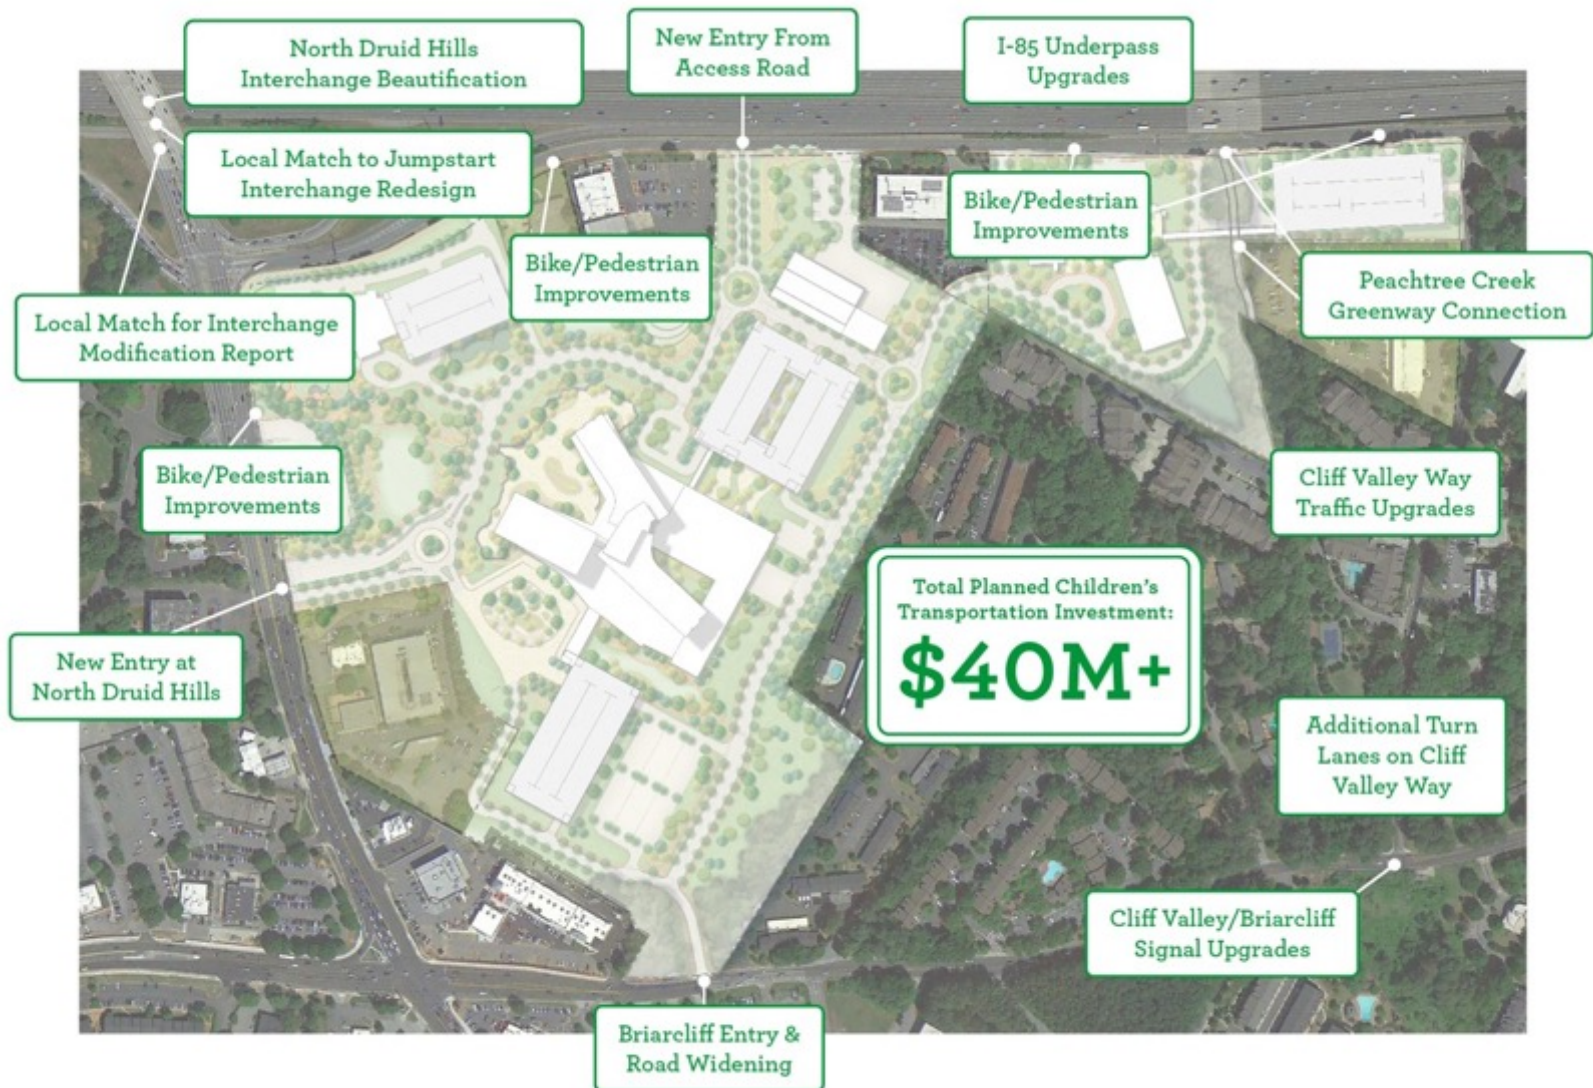 North Druid Hills
Interchange Beautification
New Entry From
Access Road
I-85 Underpass
Upgrades
Local Match to Jumpstart
Interchange Redesign
Bike/Pedestrian
Improvements
Bike/Pedestrian
Improvements
Peachtree Creek
Greenway Connection
Local Match for Interchange
Modification Report
Bike/Pedestrian
Improvements
Cliff Valley Way
Traffic Upgrades
Total Planned Children's
Transportation Investment:
$40M+
New Entry at
North Druid Hills
Additional Turn
Lanes on Cliff
Valley Way
Cliff Valley/Briarcliff
Signal Upgrades
Briarcliff Entry &
Road Widening